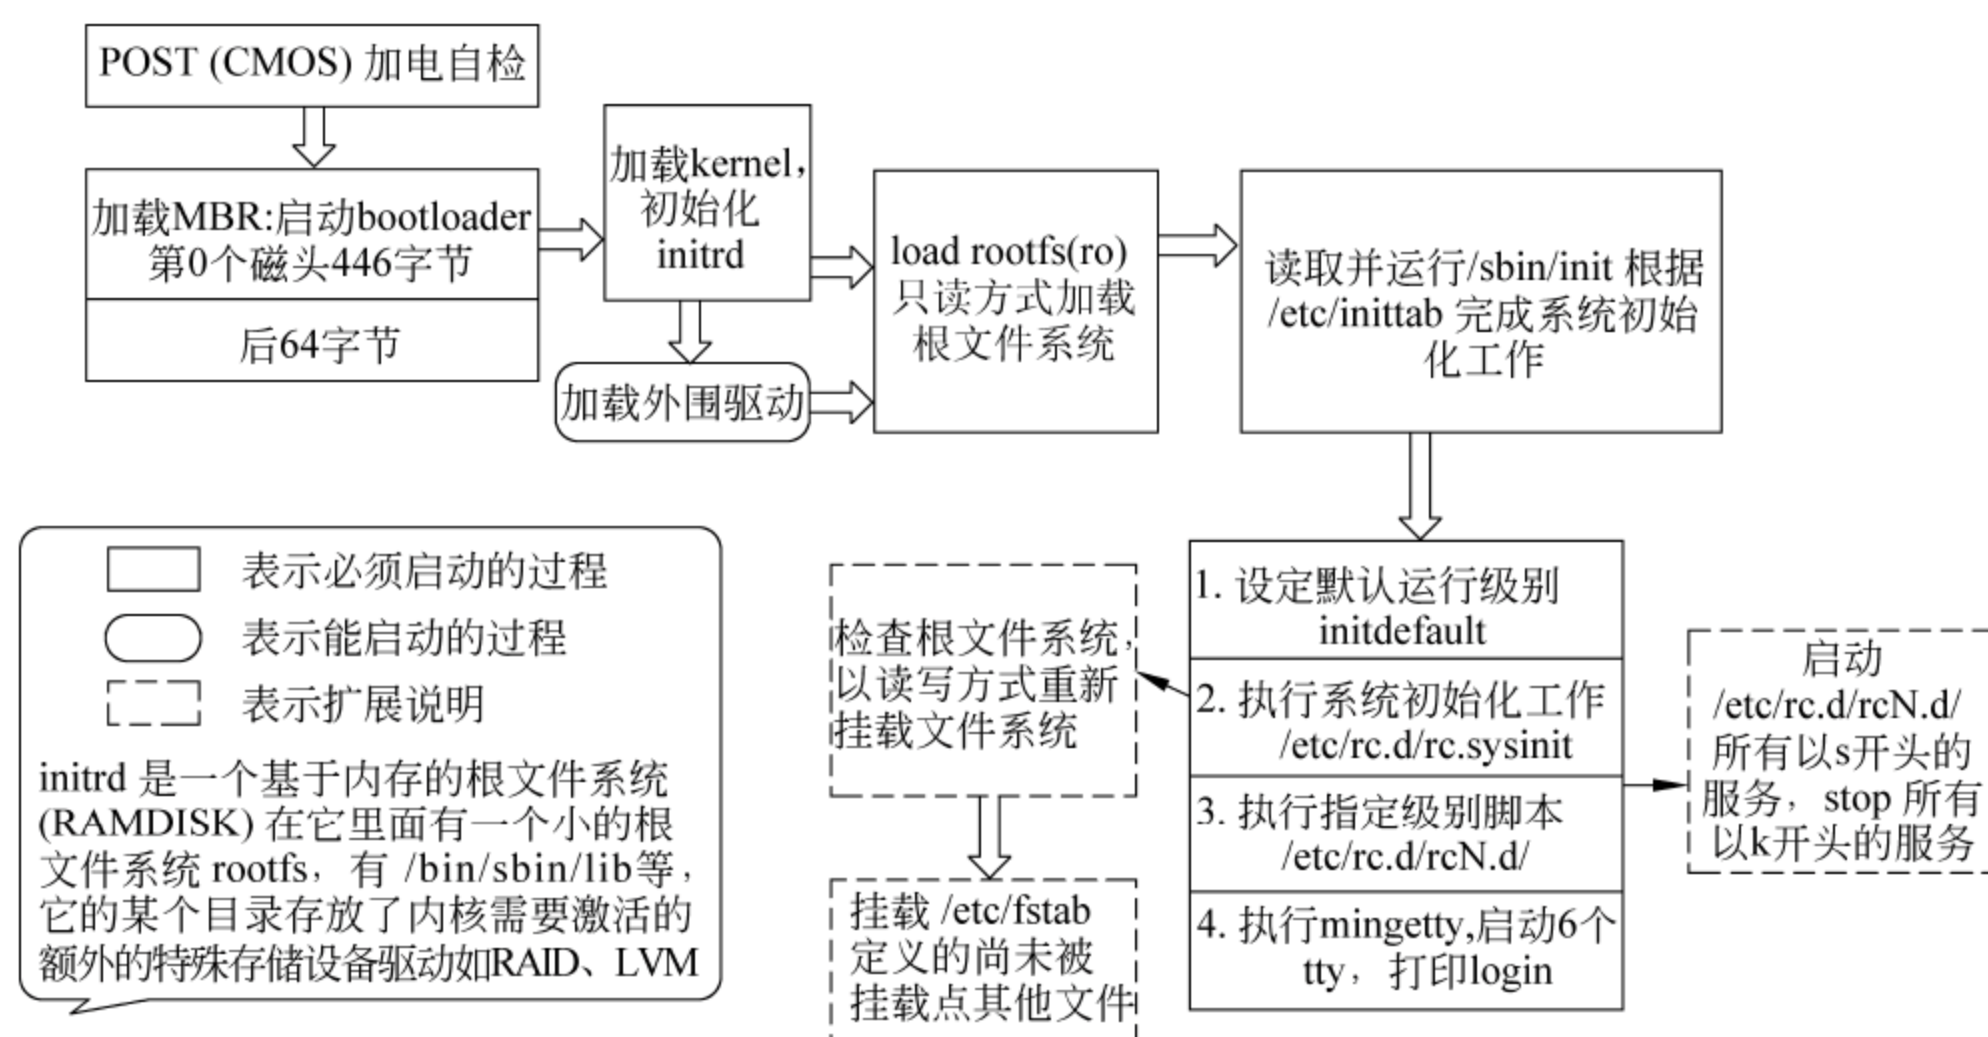 POST (CMOS) 加电自检
加载MBR:启动bootloader
第0个磁头446字节
后64字节
加载kernel，
初始化
initrd
加载外围驱动
load rootfs(ro)
只读方式加载
根文件系统
读取并运行/sbin/init 根据
/etc/inittab 完成系统初始
化工作
1. 设定默认运行级别
initdefault
2. 执行系统初始化工作
/etc/rc.d/rc.sysinit
3. 执行指定级别脚本
/etc/rc.d/rcN.d/
4. 执行mingetty,启动6个
tty，打印login
检查根文件系统，
以读写方式重新
挂载文件系统
挂载 /etc/fstab
定义的尚未被
挂载点其他文件
启动
/etc/rc.d/rcN.d/
所有以s开头的
服务，stop 所有
以k开头的服务
表示必须启动的过程
表示能启动的过程
表示扩展说明
initrd 是一个基于内存的根文件系统
(RAMDISK) 在它里面有一个小的根
文件系统 rootfs，有 /bin/sbin/lib等，
它的某个目录存放了内核需要激活的
额外的特殊存储设备驱动如RAID、LVM